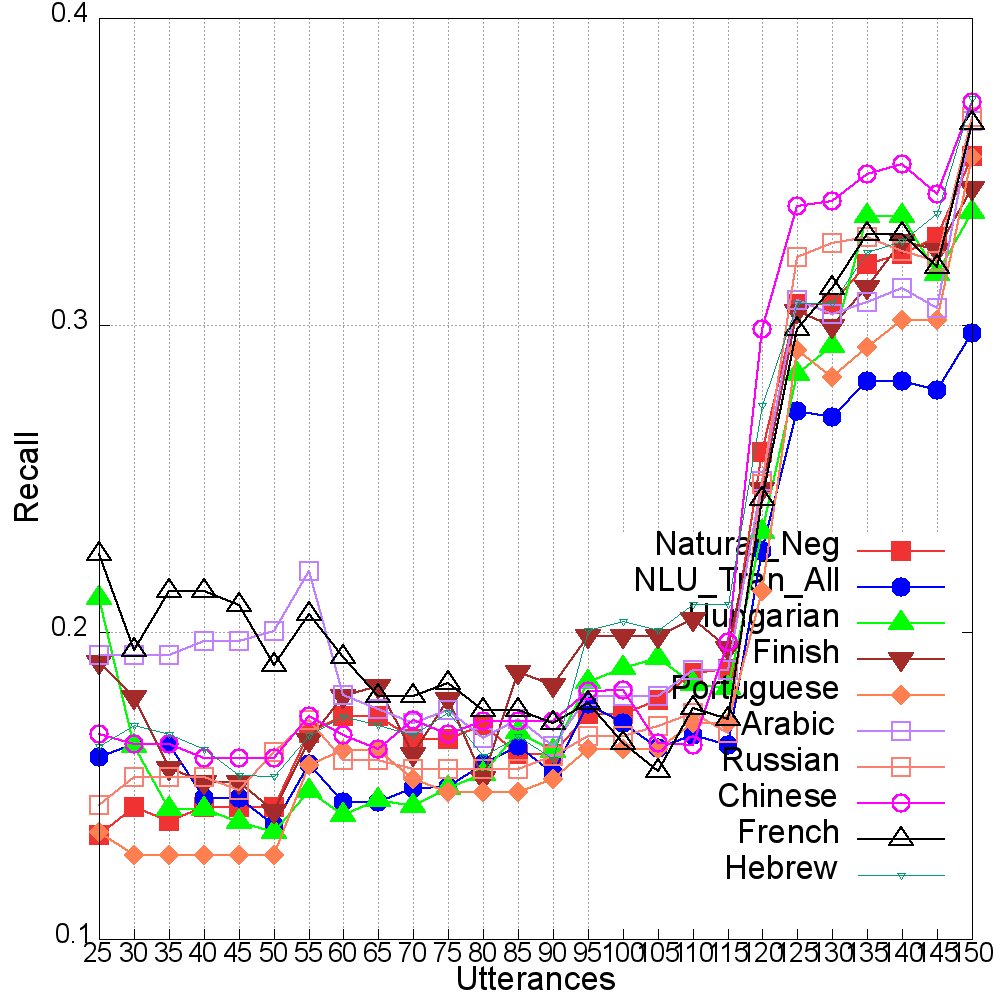 0.4
0.3
0.2
0.1
Recall
Natural_Neg
NLU_Tran_All
Hungarian
Finish
Portuguese
Arabic
Russian
Chinese
French
Hebrew
25 30 35 40 45 50 55 60 65 70 75 80 85 90 95 100 105 110 115 120 125 130 135 140 145 150
Utterances